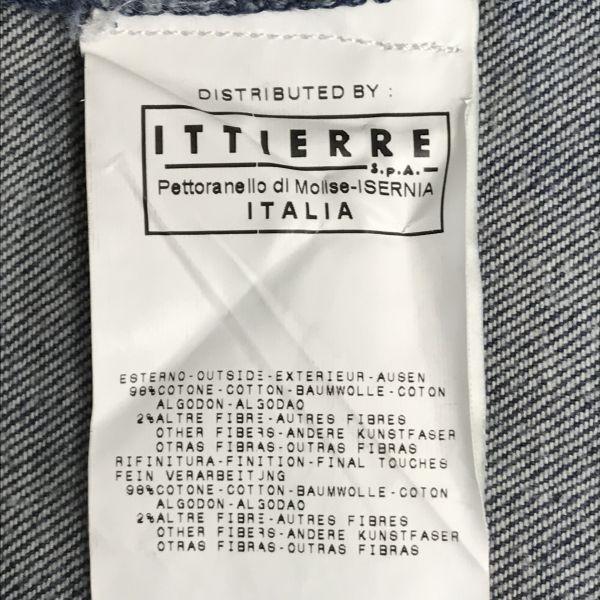 DISTRIBUTED BY :
ITTIERRE
S.p.A.
Pettoranello di Molise-ISERNIA
ITALIA
ESTERNO-OUTSIDE-EXTERIEUR-AUSEN
98%COTONE-COTTON-BAUMWOLLE-COTON
ALGODON-ALGODAO
2%ALTRE FIBRE-AUTRES FIBRES
OTHER FIBERS-ANDERE KUNSTFASER
OTRAS FIBRAS-OUTRAS FIBRAS
RIFINITURA-FINITION-FINAL TOUCHES
FEIN VERARBEITJNG
98%COTONE-COTTON-BAUMWOLLE-COTON
ALGODON-ALGODAO
2%ALTRE FIBRE-AUTRES FIBRES
OTHER FIBERS-ANDERE KUNSTFASER
OTRAS FIBRAS-OUTRAS FIBRAS